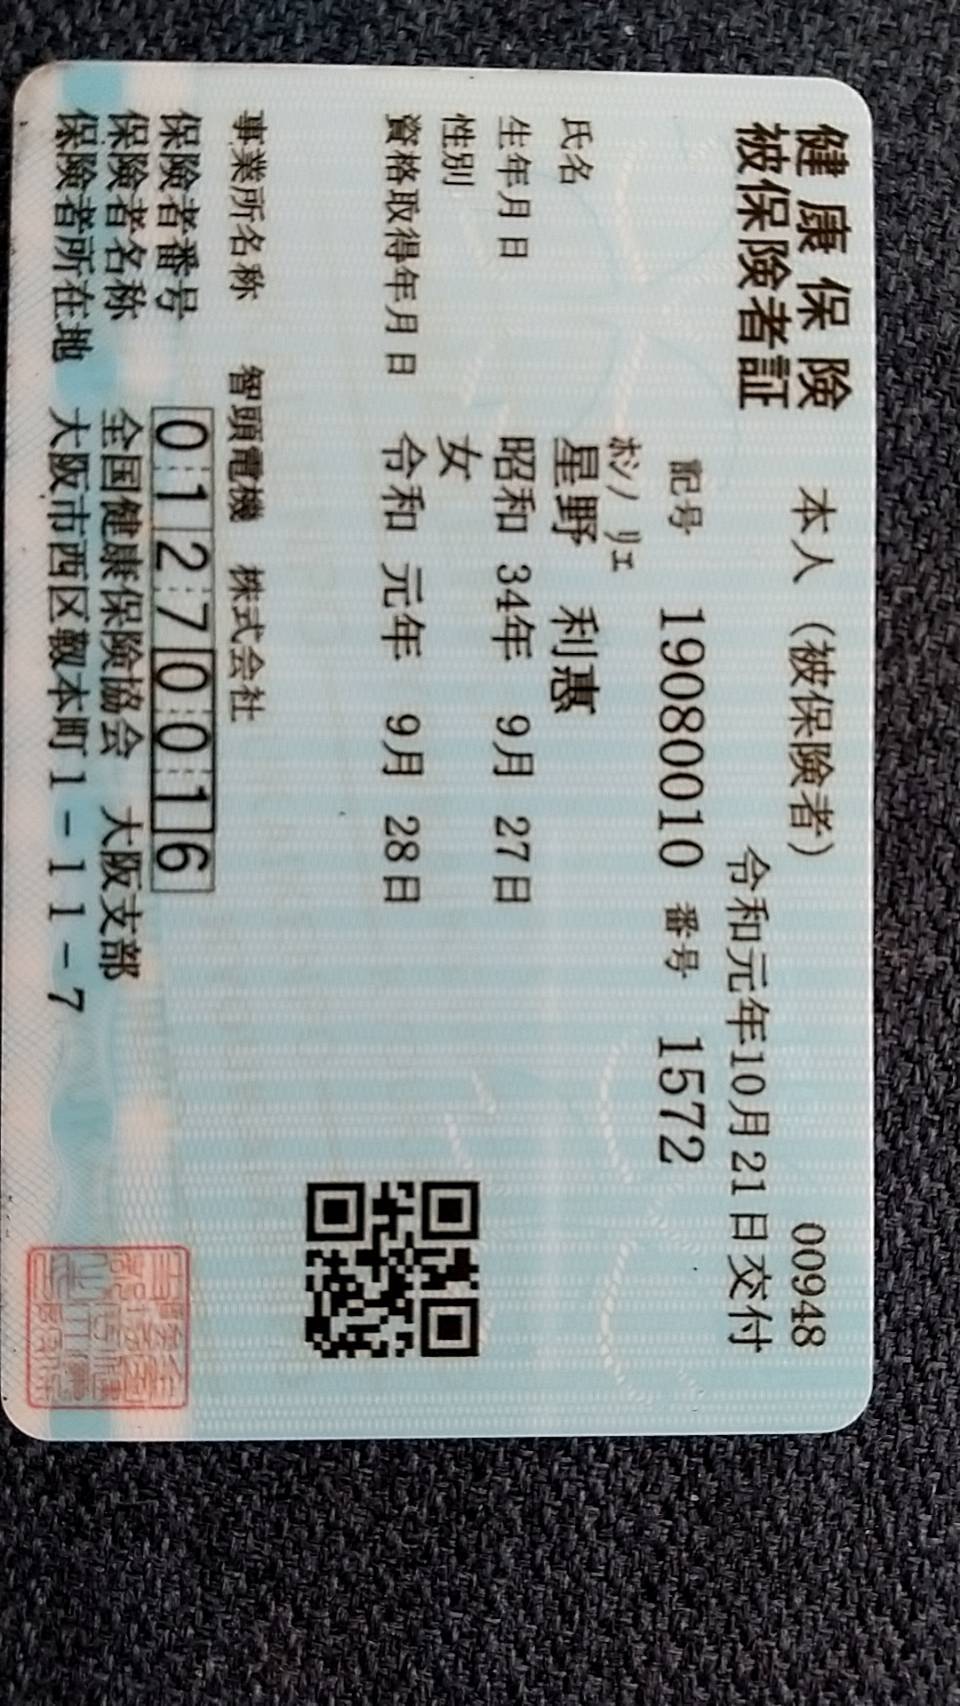 健康保険
被保険者証
本人（被保険者）
00948
令和元年10月21日交付
記号 19080010 番号 1572
ﾎｼﾉ ﾘｴ
氏名 星野 利惠
生年月日 昭和 34年 9月 27日
性別 女
資格取得年月日 令和 元年 9月 28日
事業所名称 智頭電機 株式会社
保険者番号 01270016
保険者名称 全国健康保険協会 大阪支部
保険者所在地 大阪市西区靱本町1-11-7